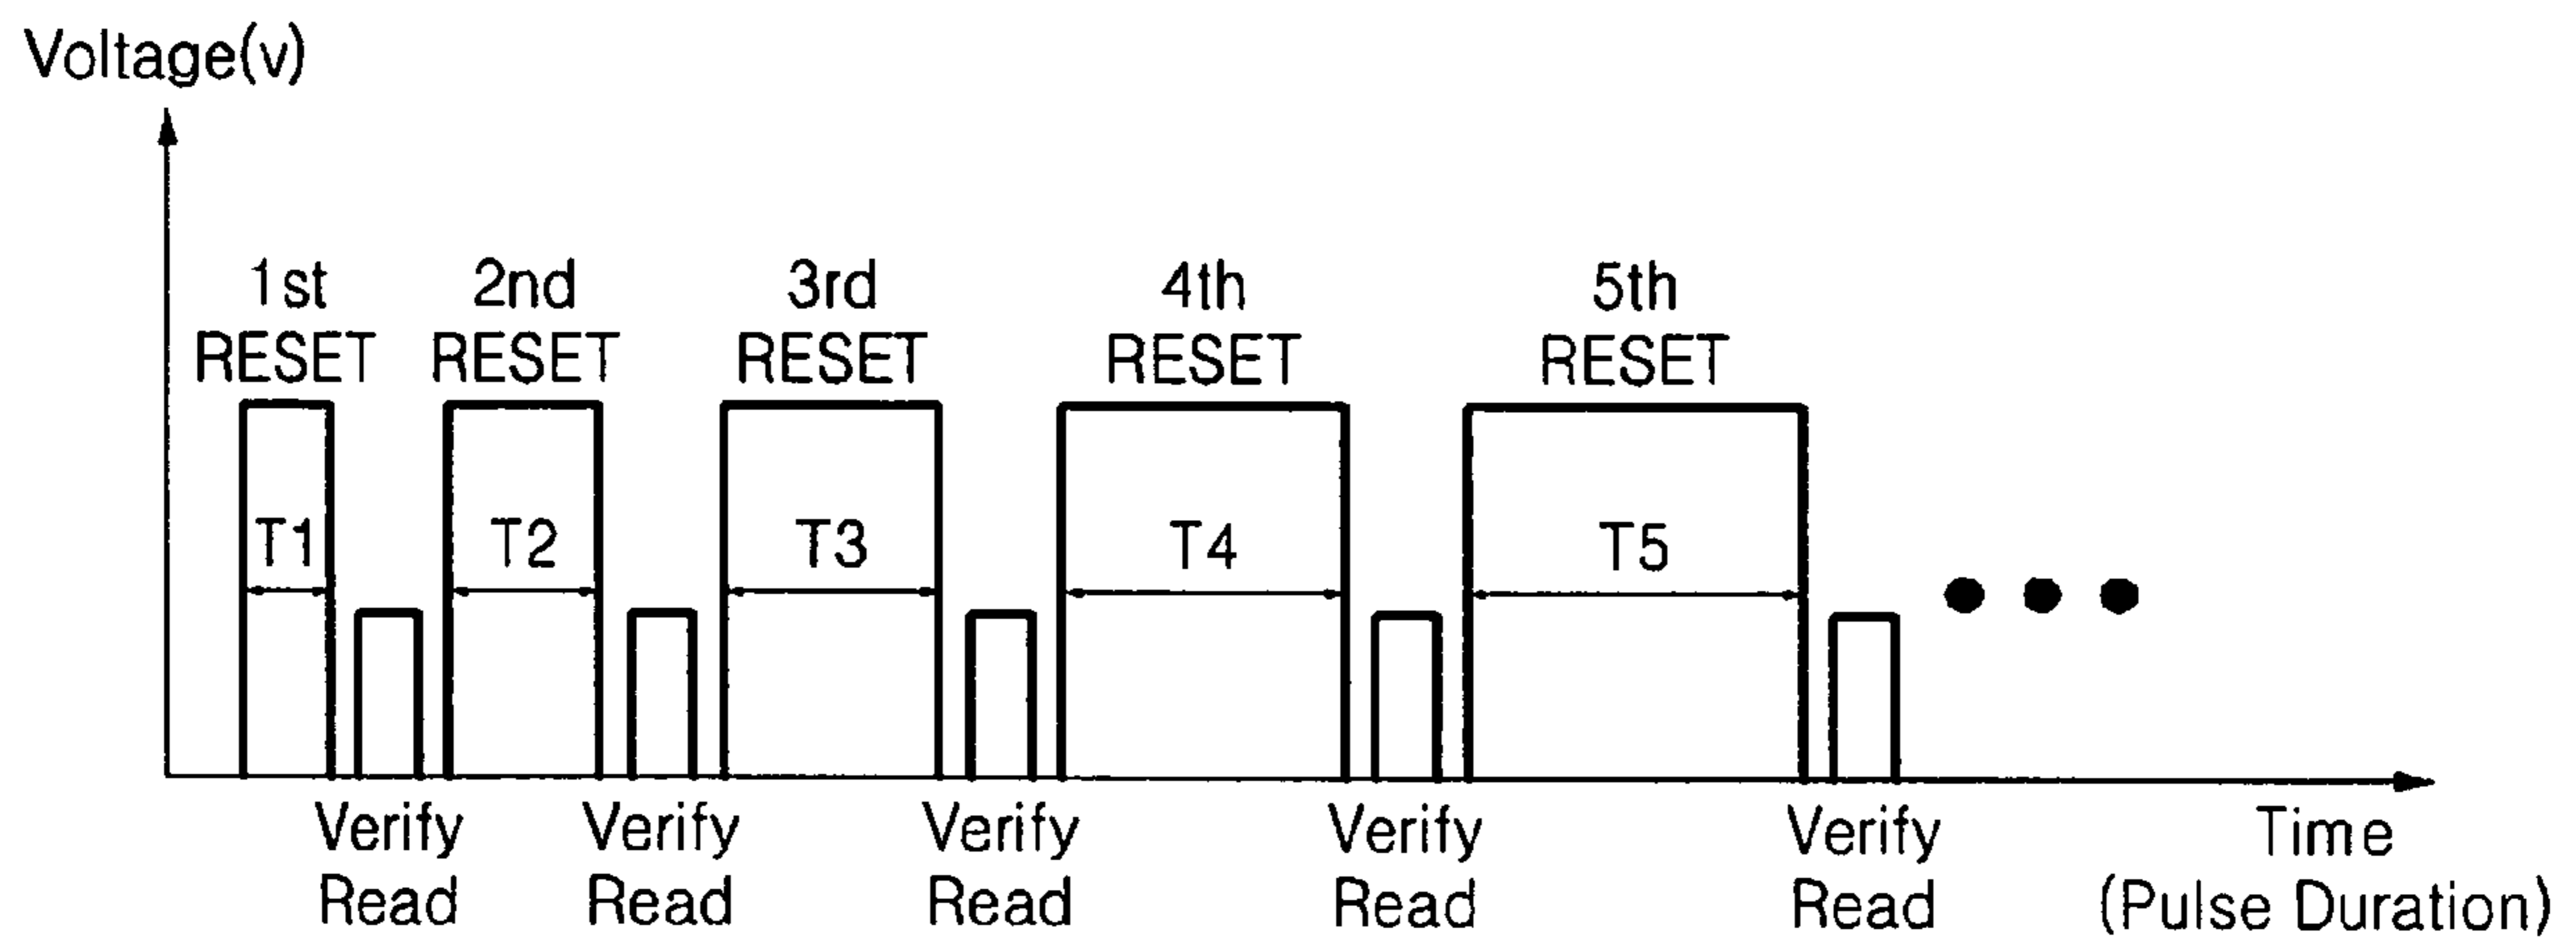 Voltage(v)
1st
RESET
2nd
RESET
3rd
RESET
4th
RESET
5th
RESET
T1
T2
T3
T4
T5
Verify
Read
Verify
Read
Verify
Read
Verify
Read
Verify
Read
Time
(Pulse Duration)